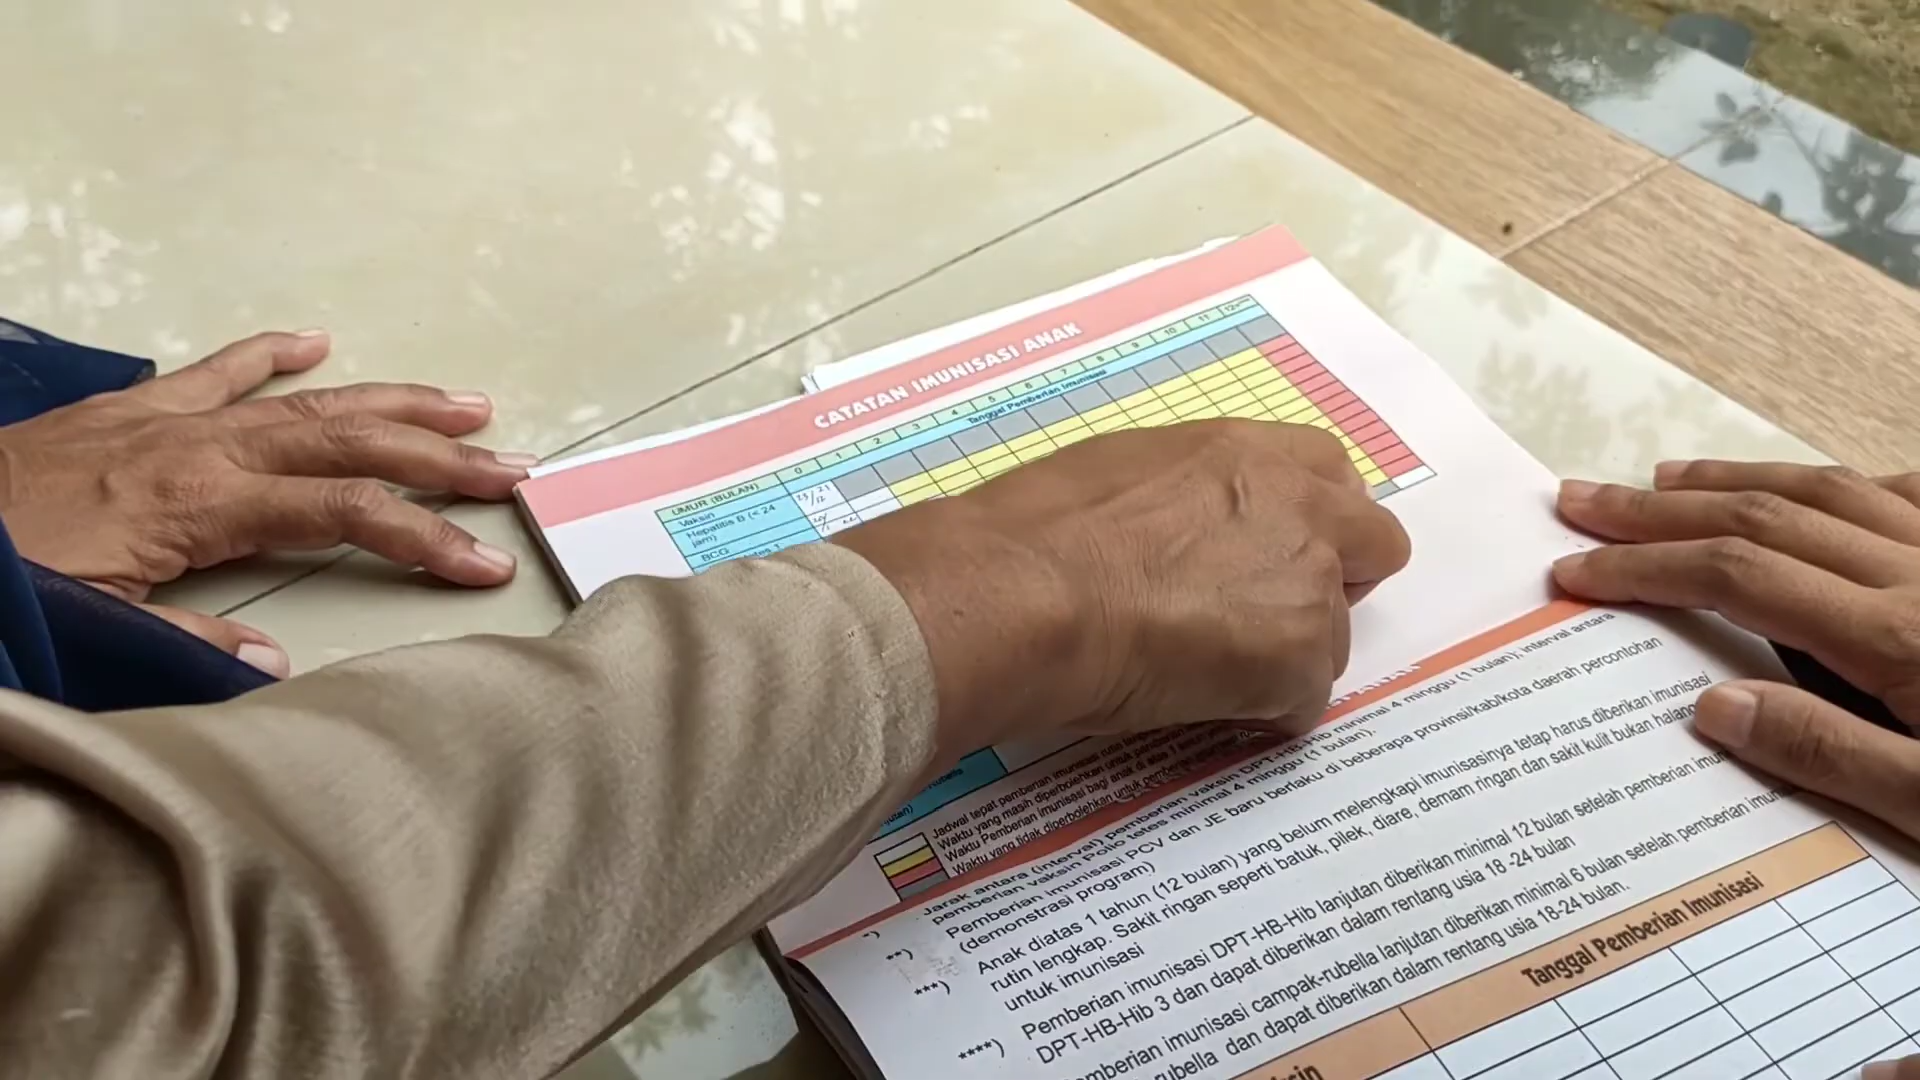 CATATAN IMUNISASI ANAK
UMUR (BULAN) 0 1 2 3 4 5 6 7 8 9 10 11 12
Vaksin Tanggal Pemberian Imunisasi
Hepatitis B (< 24
jam) 23/21
12
BCG
Jadwal tepat pemberian imunisasi rutin
Waktu yang masih diperbolehkan untuk pemberian
Waktu Pemberian imunisasi bagi anak di atas 1 tahun
Waktu yang tidak diperbolehkan untuk pemberian
*) Jarak antara (interval) pemberian vaksin DPT-HB-Hib minimal 4 minggu (1 bulan); interval antara
pemberian vaksin Polio tetes minimal 4 minggu (1 bulan).
**) Pemberian imunisasi PCV dan JE baru berlaku di beberapa provinsi/kab/kota daerah percontohan
(demonstrasi program)
***) Anak diatas 1 tahun (12 bulan) yang belum melengkapi imunisasinya tetap harus diberikan imunisasi
rutin lengkap. Sakit ringan seperti batuk, pilek, diare, demam ringan dan sakit kulit bukan
untuk imunisasi
****) Pemberian imunisasi DPT-HB-Hib lanjutan diberikan minimal 12 bulan setelah pemberian
DPT-HB-Hib 3 dan dapat diberikan dalam rentang usia 18 -24 bulan
imunisasi campak-rubella lanjutan diberikan minimal 6 bulan setelah pemberian
dan dapat diberikan dalam rentang usia 18-24 bulan.
Tanggal Pemberian Imunisasi